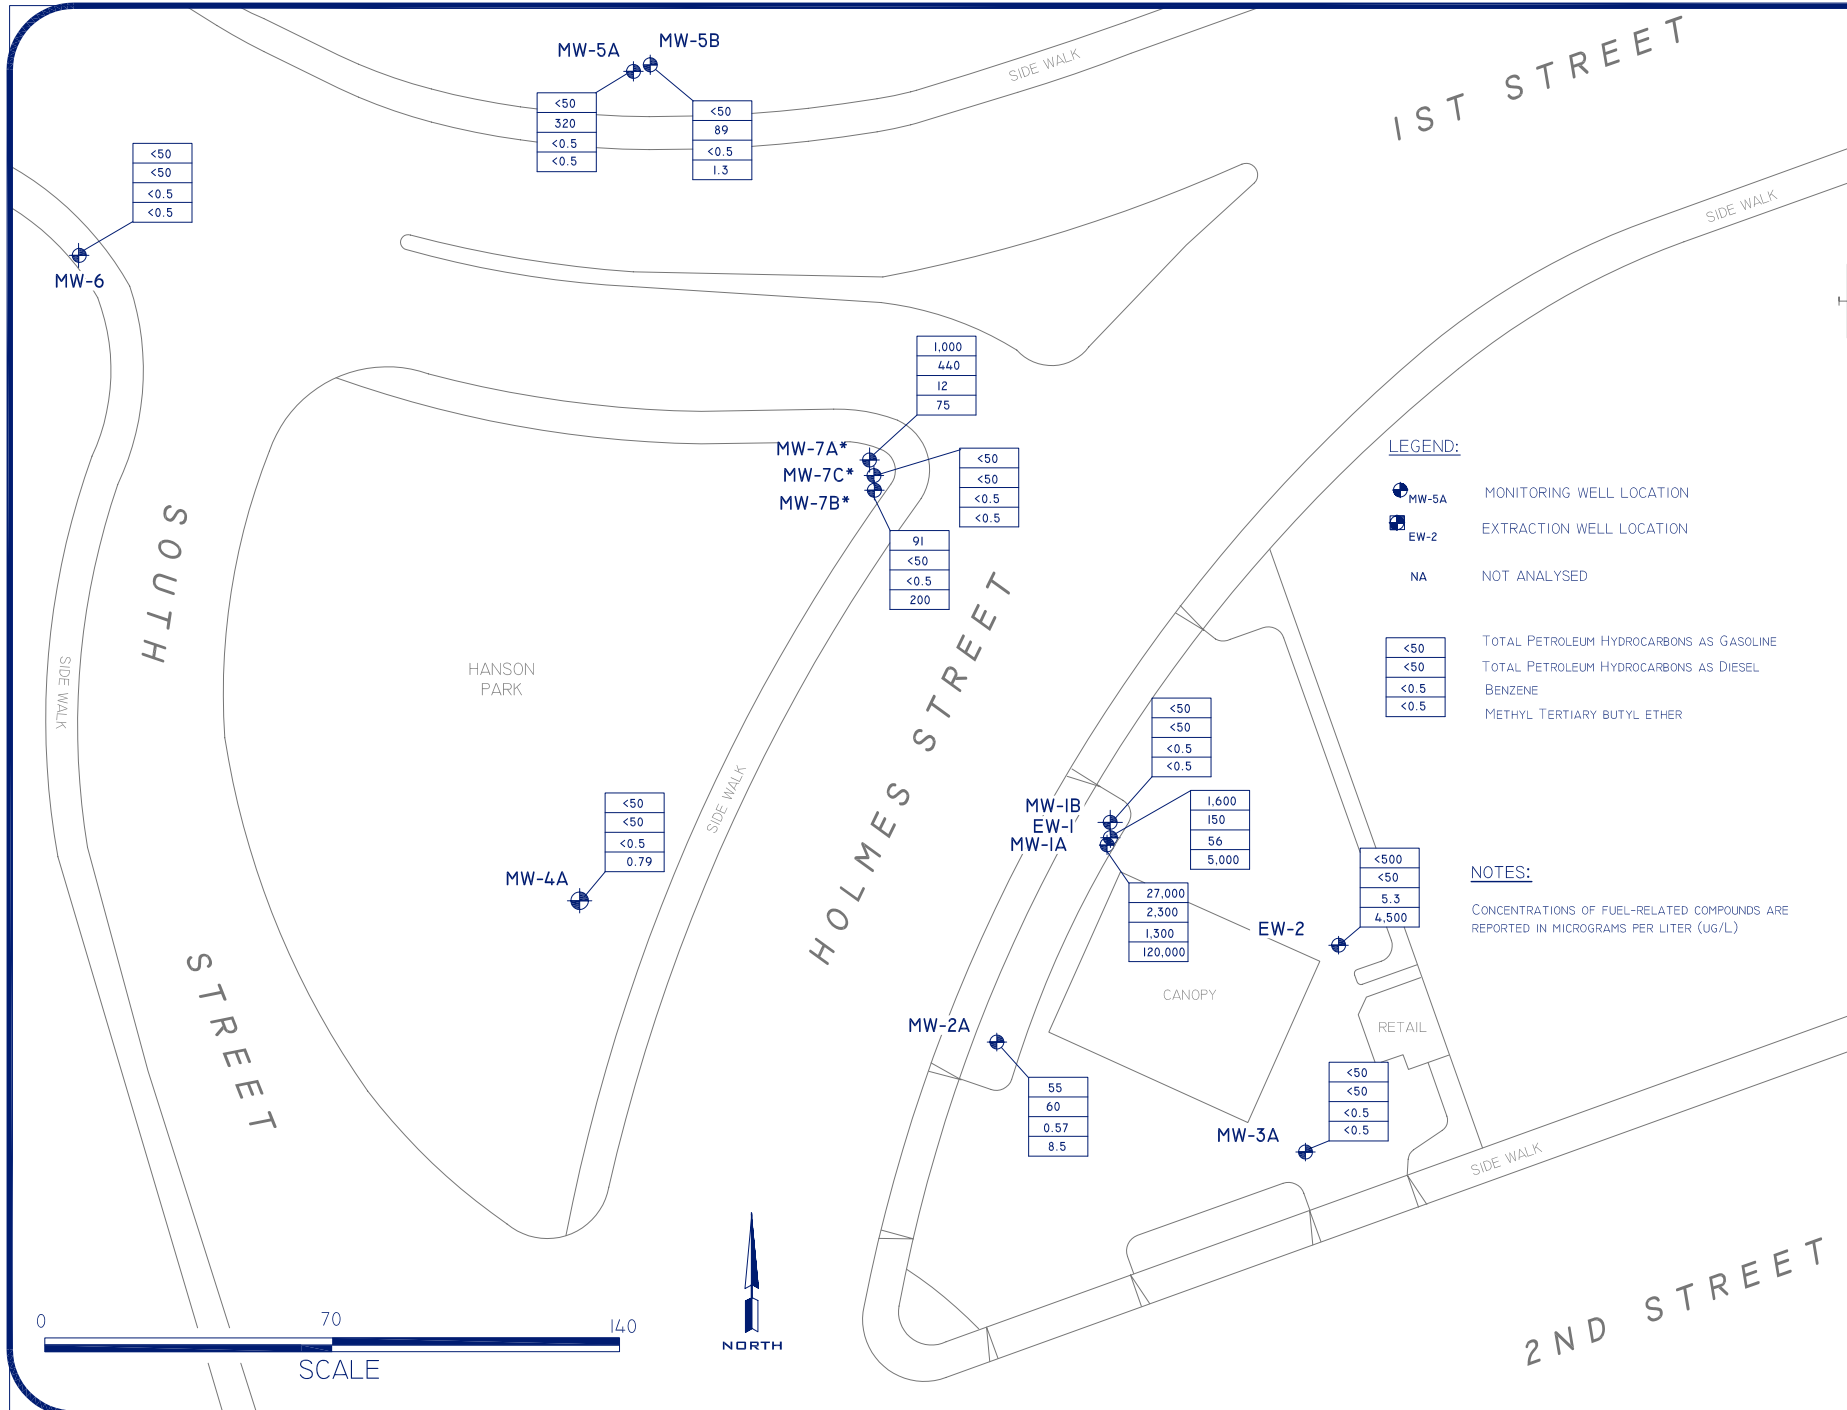 MW-5A
MW-5B
<50
320
<0.5
<0.5
<50
89
<0.5
1.3
SIDE WALK
1ST STREET
<50
<50
<0.5
<0.5
MW-6
SIDE WALK
1,000
440
12
75
MW-7A*
MW-7C*
MW-7B*
<50
<50
<0.5
<0.5
91
<50
<0.5
200
LEGEND:
MW-5A
MONITORING WELL LOCATION
EW-2
EXTRACTION WELL LOCATION
NA
NOT ANALYSED
<50
TOTAL PETROLEUM HYDROCARBONS AS GASOLINE
<50
TOTAL PETROLEUM HYDROCARBONS AS DIESEL
<0.5
BENZENE
<0.5
METHYL TERTIARY BUTYL ETHER
SOUTH
STREET
SIDE WALK
HANSON
PARK
HOLMES STREET
SIDE WALK
<50
<50
<0.5
0.79
MW-4A
<50
<50
<0.5
<0.5
MW-1B
EW-1
MW-1A
1,600
150
56
5,000
27,000
2,300
1,300
120,000
<500
<50
5.3
4,500
EW-2
NOTES:
CONCENTRATIONS OF FUEL-RELATED COMPOUNDS ARE
REPORTED IN MICROGRAMS PER LITER (UG/L)
CANOPY
RETAIL
MW-2A
55
60
0.57
8.5
<50
<50
<0.5
<0.5
MW-3A
SIDE WALK
2ND STREET
0
70
140
SCALE
NORTH